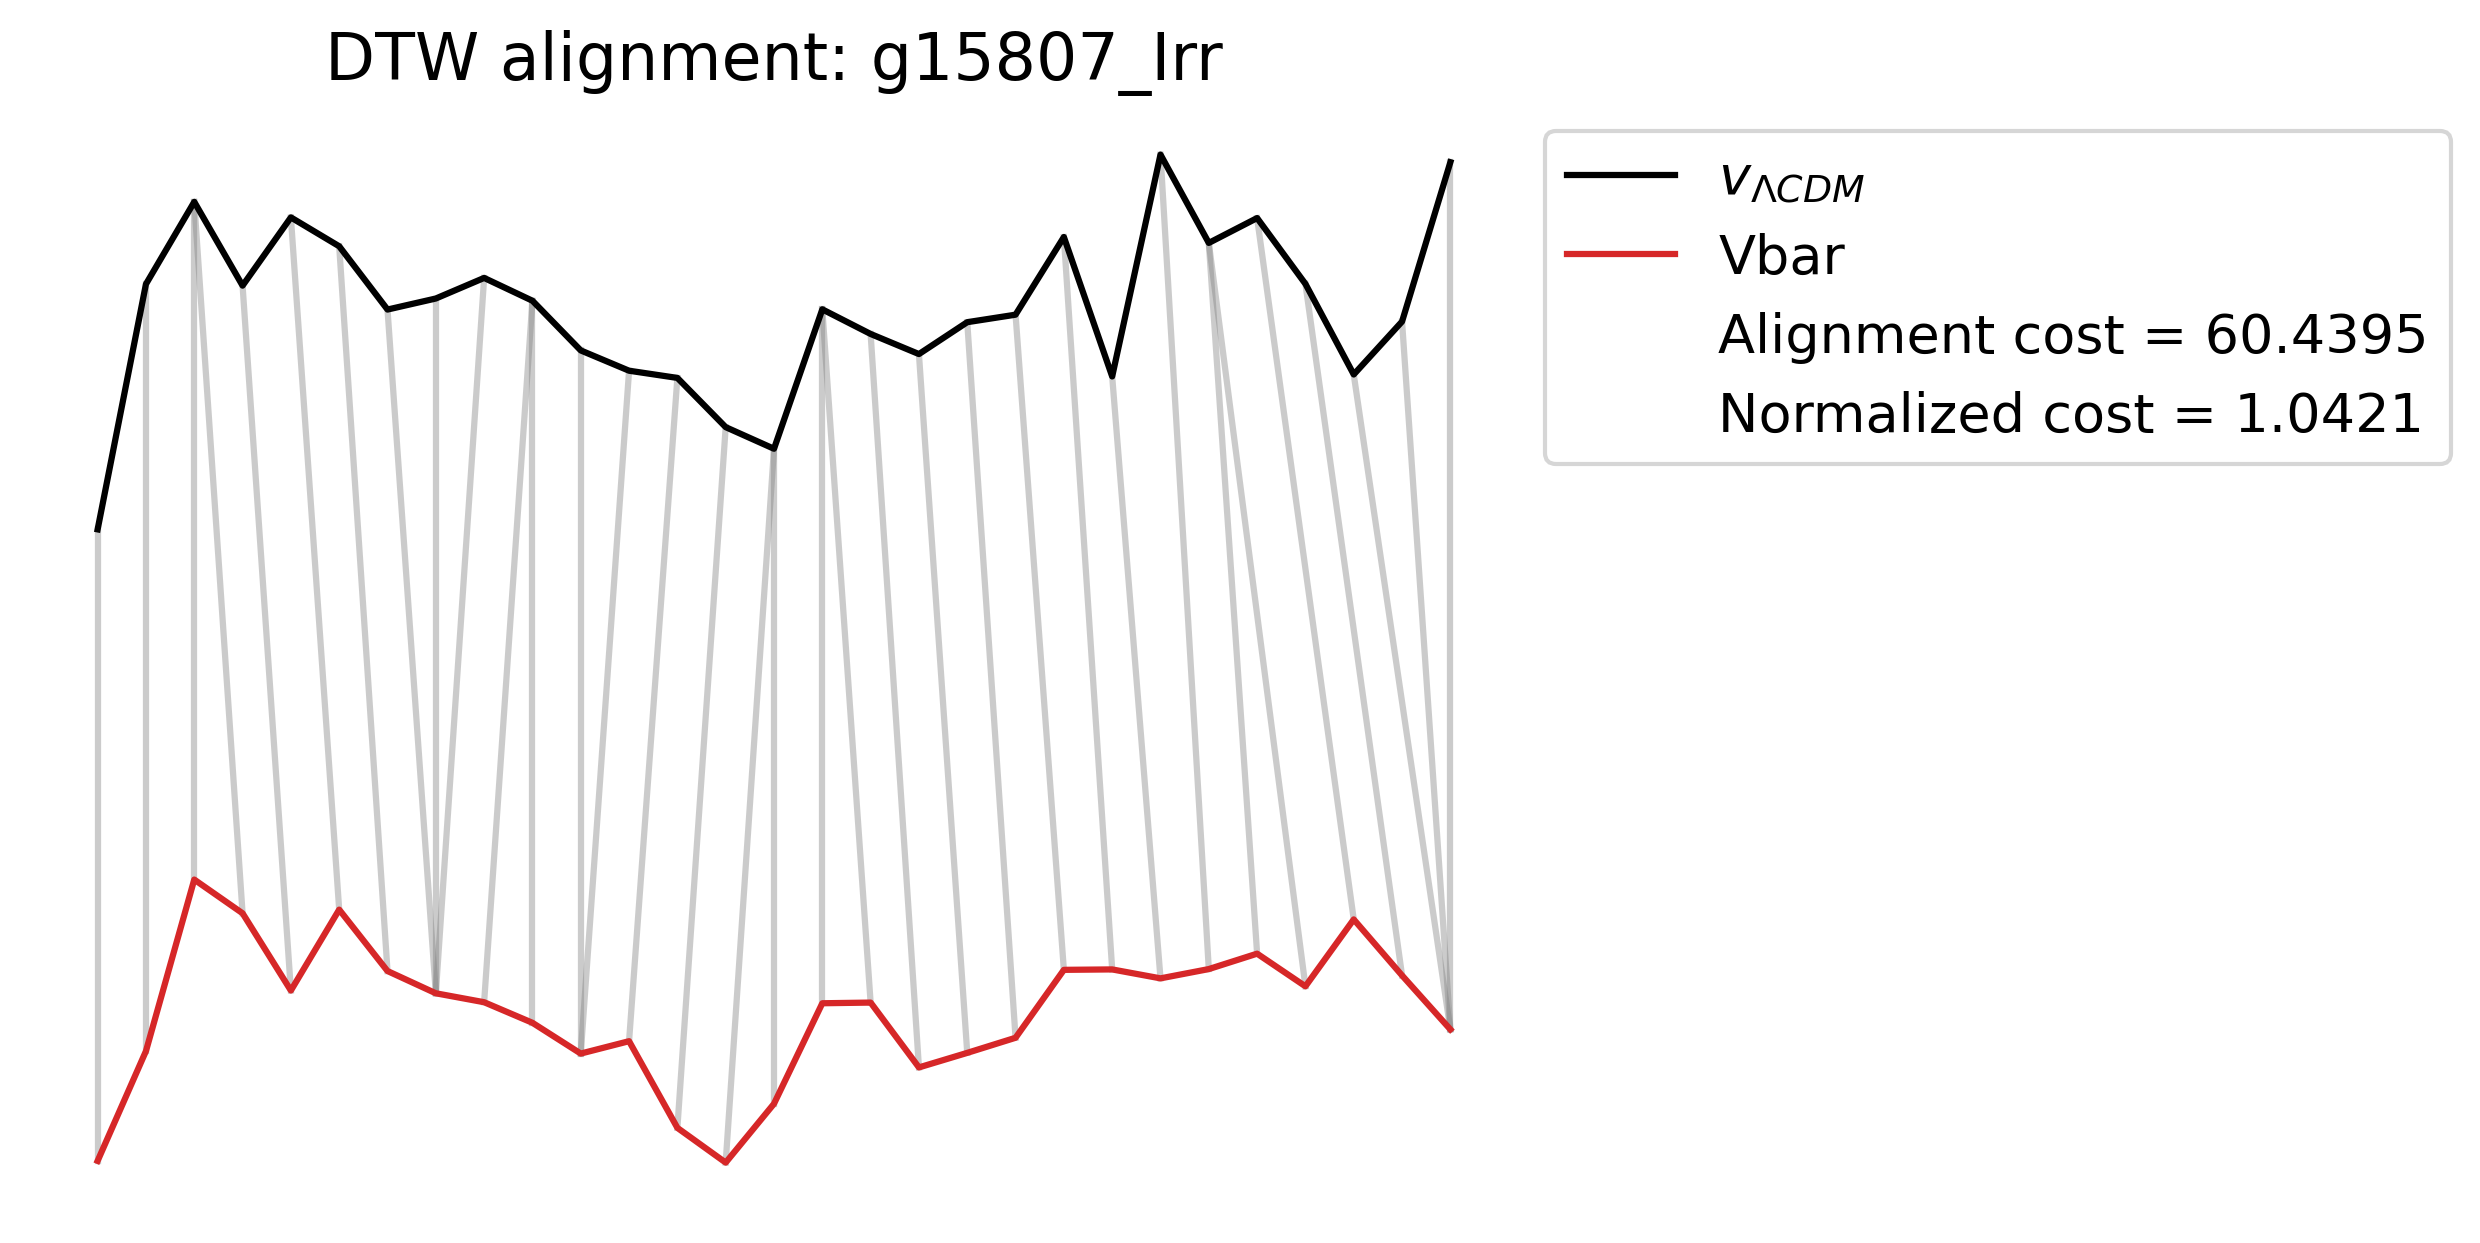 DTW alignment: g15807_Irr
v_ΛCDM
Vbar
Alignment cost = 60.4395
Normalized cost = 1.0421